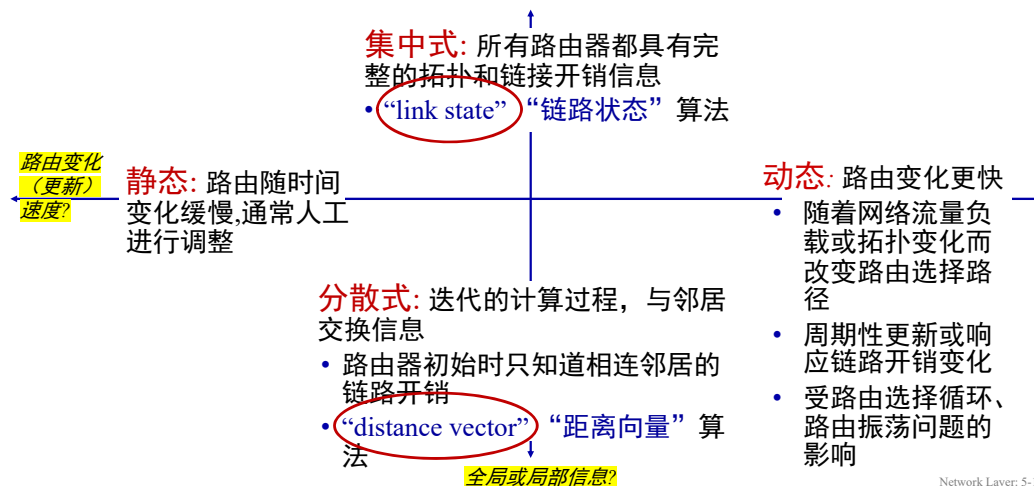 集中式: 所有路由器都具有完
整的拓扑和链接开销信息
• “link state” “链路状态” 算法
路由变化
（更新）
速度?
静态: 路由随时间
变化缓慢,通常人工
进行调整
动态: 路由变化更快
• 随着网络流量负
载或拓扑变化而
改变路由选择路
径
• 周期性更新或响
应链路开销变化
• 受路由选择循环、
路由振荡问题的
影响
分散式: 迭代的计算过程，与邻居
交换信息
• 路由器初始时只知道相连邻居的
链路开销
• “distance vector” “距离向量” 算
法
全局或局部信息?
Network Layer: 5-